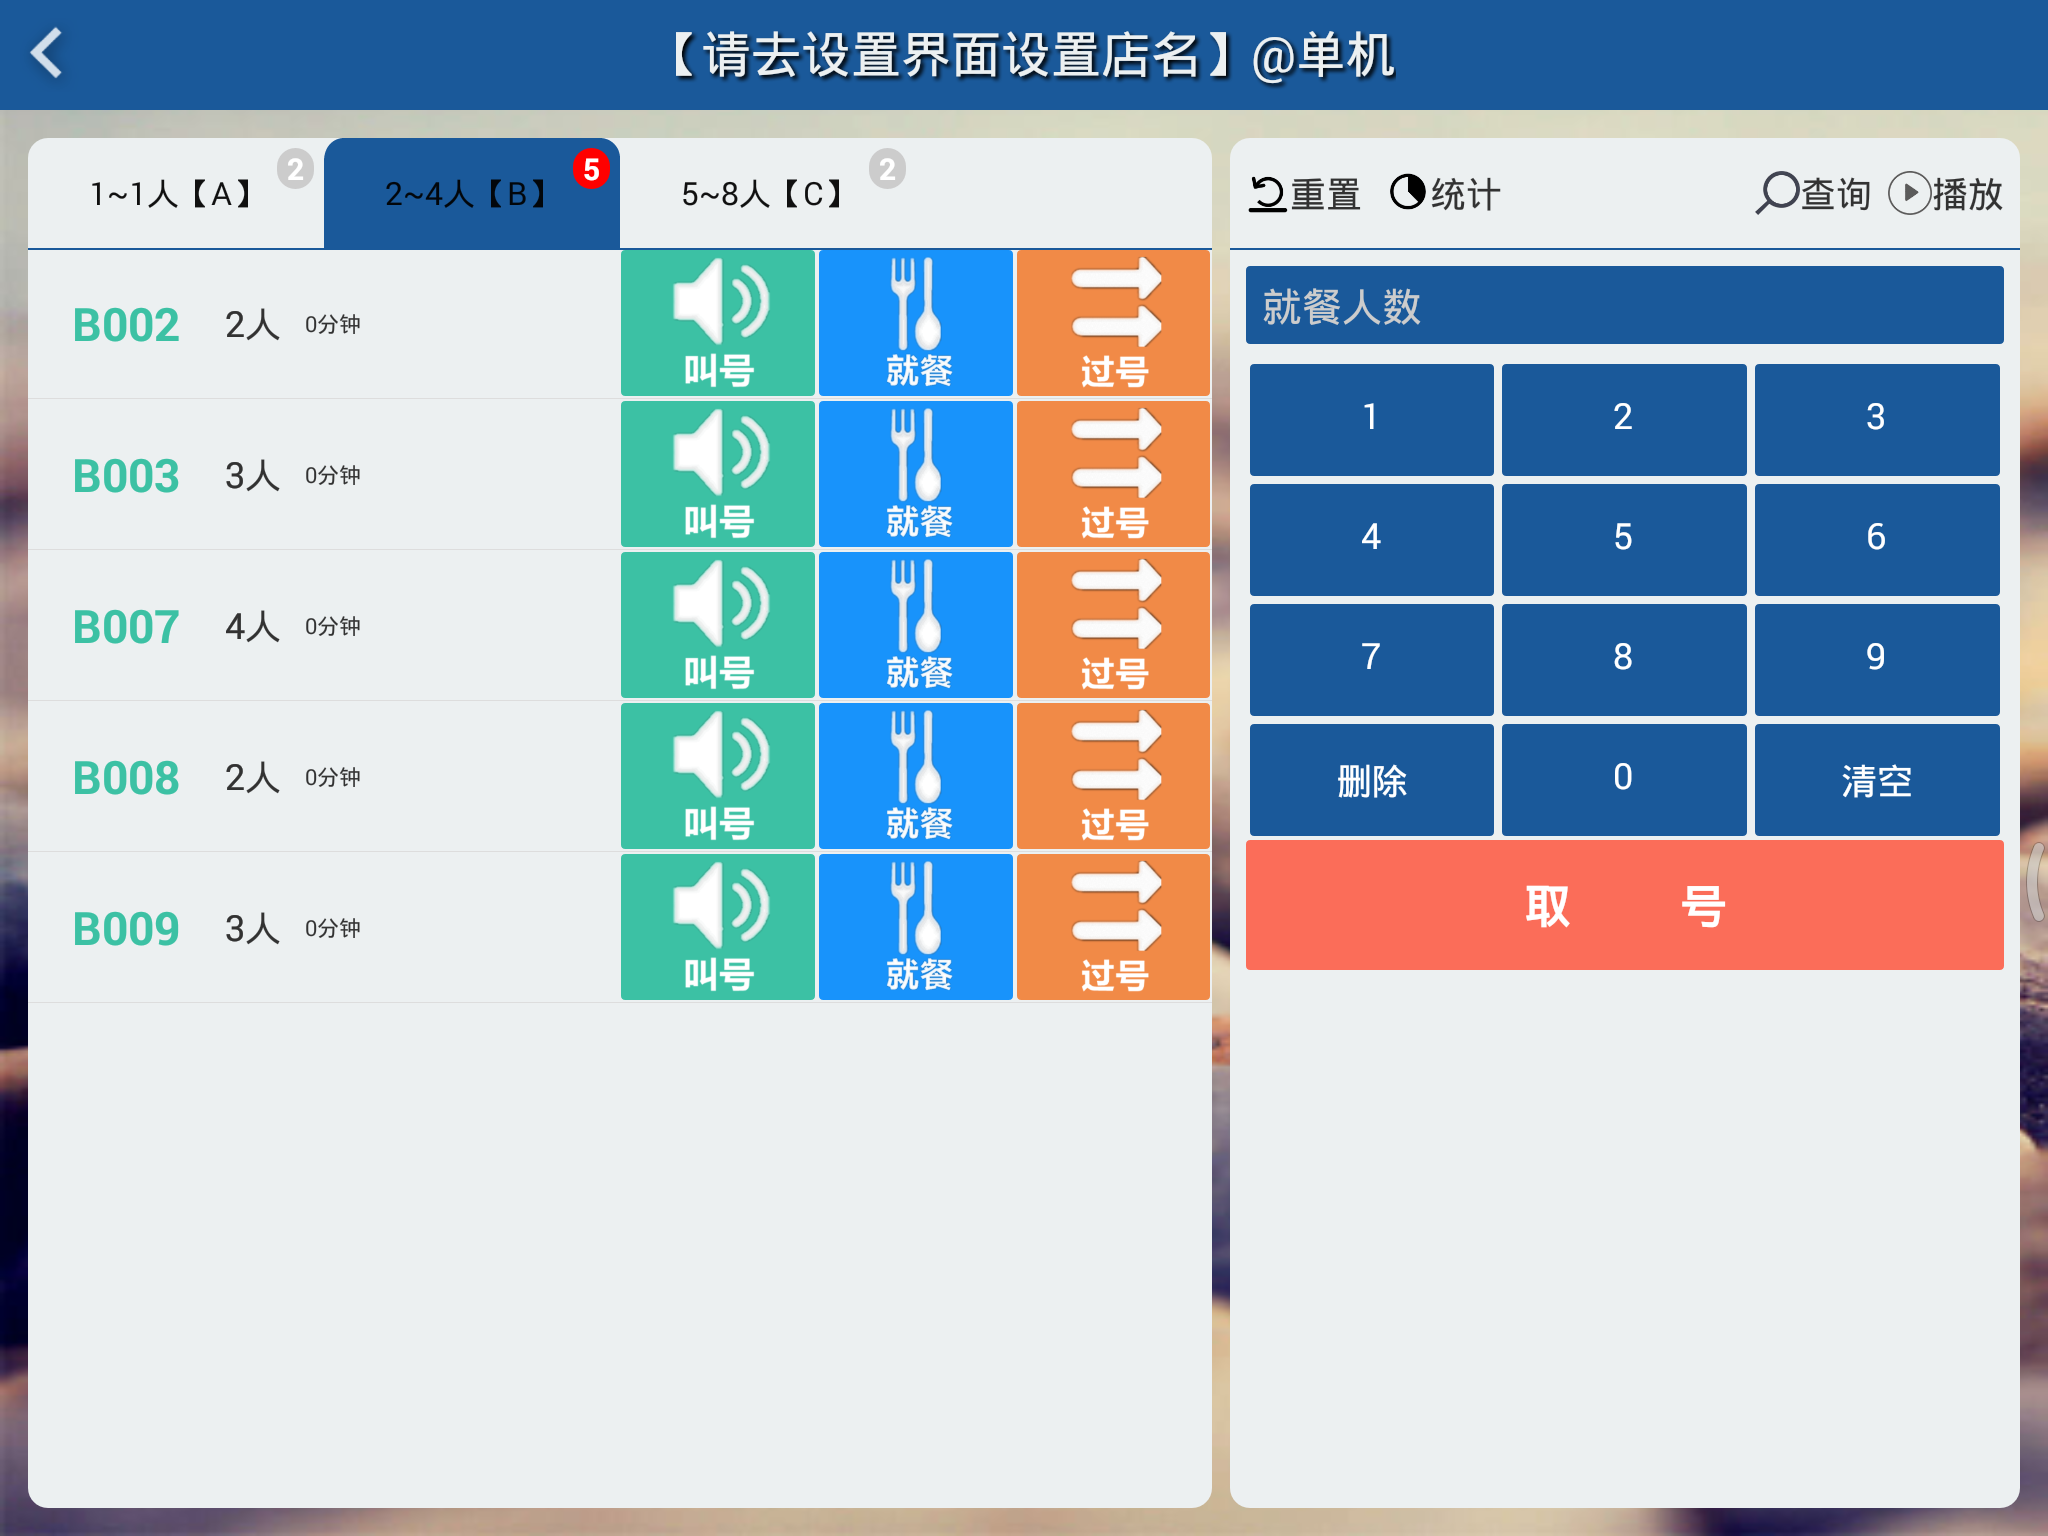 【请去设置界面设置店名】@单机
1~1人【A】 2 2~4人【B】 5 5~8人【C】 2
B002 2人 0分钟 叫号 就餐 过号
B003 3人 0分钟 叫号 就餐 过号
B007 4人 0分钟 叫号 就餐 过号
B008 2人 0分钟 叫号 就餐 过号
B009 3人 0分钟 叫号 就餐 过号
重置 统计 查询 播放
就餐人数
1 2 3
4 5 6
7 8 9
删除 0 清空
取 号